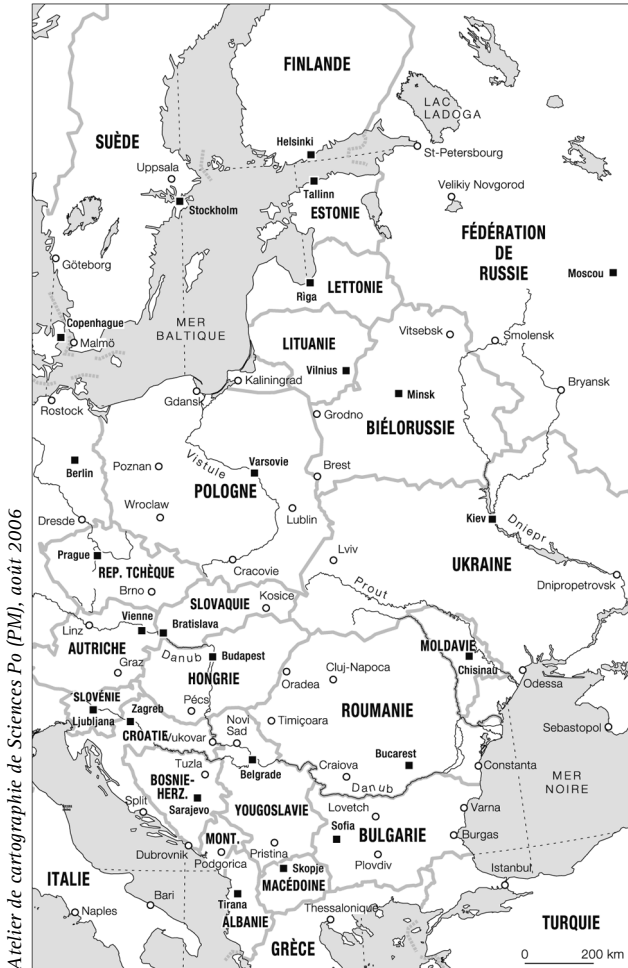 FINLANDE
LAC
LADOGA
SUÈDE
Helsinki
St-Petersbourg
Uppsala
Tallinn
Velikiy Novgorod
Stockholm
ESTONIE
FÉDÉRATION
DE
RUSSIE
Göteborg
Moscou
LETTONIE
Rìga
Copenhague
MER
BALTIQUE
LITUANIE
Vitsebsk
Smolensk
Malmö
Vilnius
Kaliningrad
Minsk
Bryansk
Gdansk
Rostock
Grodno
BIÉLORUSSIE
Berlin
Poznan
Vistule
Varsovie
Brest
POLOGNE
Wroclaw
Lublin
Dresde
Kiev
Dniepr
Prague
REP. TCHÈQUE
Cracovie
Lviv
UKRAINE
Brno
Prout
Dnipropetrovsk
SLOVAQUIE
Kosice
Vienne
Linz
Bratislava
AUTRICHE
MOLDAVIE
Danub
Budapest
Chisinau
Graz
HONGRIE
Oradea
Cluj-Napoca
Odessa
SLOVÉNIE
Pécs
Zagreb
ROUMANIE
Ljubljana
Novi
Sad
Timiçoara
CROATIE
Vukovar
Sebastopol
Tuzla
Belgrade
Bucarest
Constanta
BOSNIE-
HERZ.
Craiova
Danub
MER
NOIRE
Sarajevo
YOUGOSLAVIE
Lovetch
Varna
Split
Sofia
BULGARIE
Burgas
MONT.
Dubrovnik
Pristina
Podgorica
Plovdiv
Skopje
Istanbul
ITALIE
MACÉDOINE
Bari
Tirana
Naples
ALBANIE
Thessalonique
TURQUIE
GRÈCE
0 200 km
Atelier de cartographie de Sciences Po (PM), août 2006